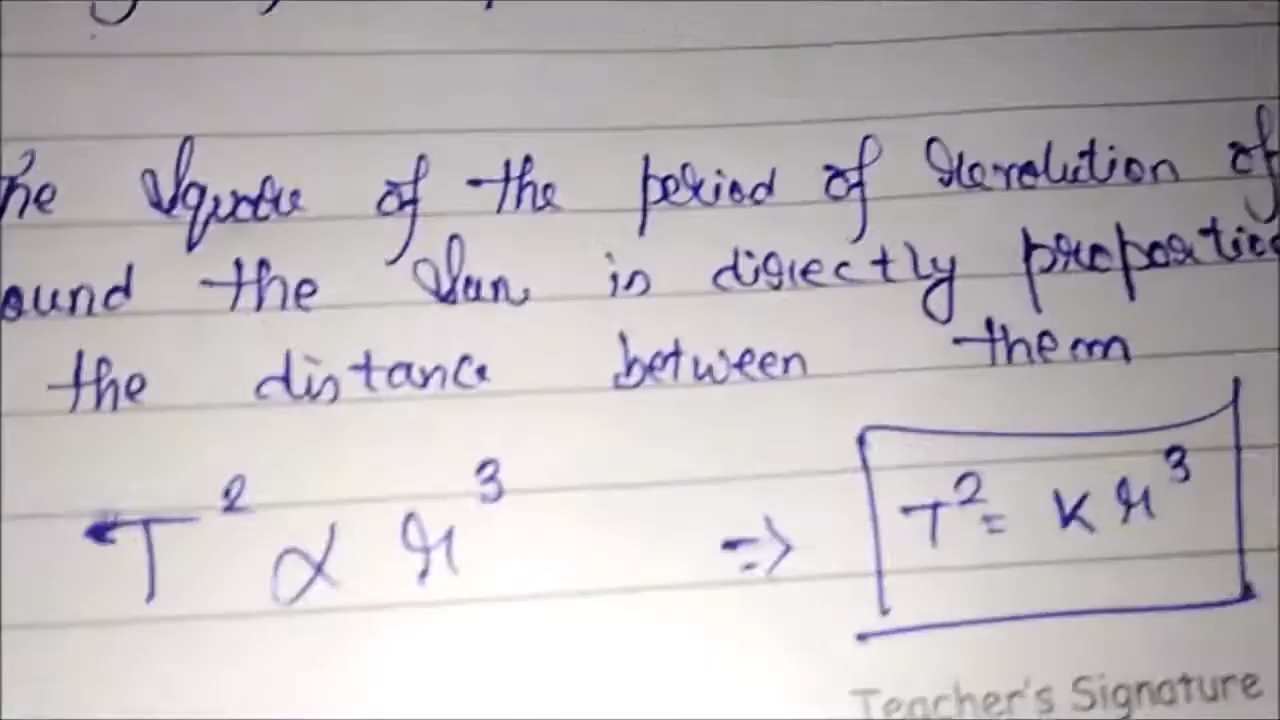 he Square of the period of revolution of
ound the Sun is directly proportio
the distance between them
T² ∝ r³ => T² = K r³
Teacher's Signature